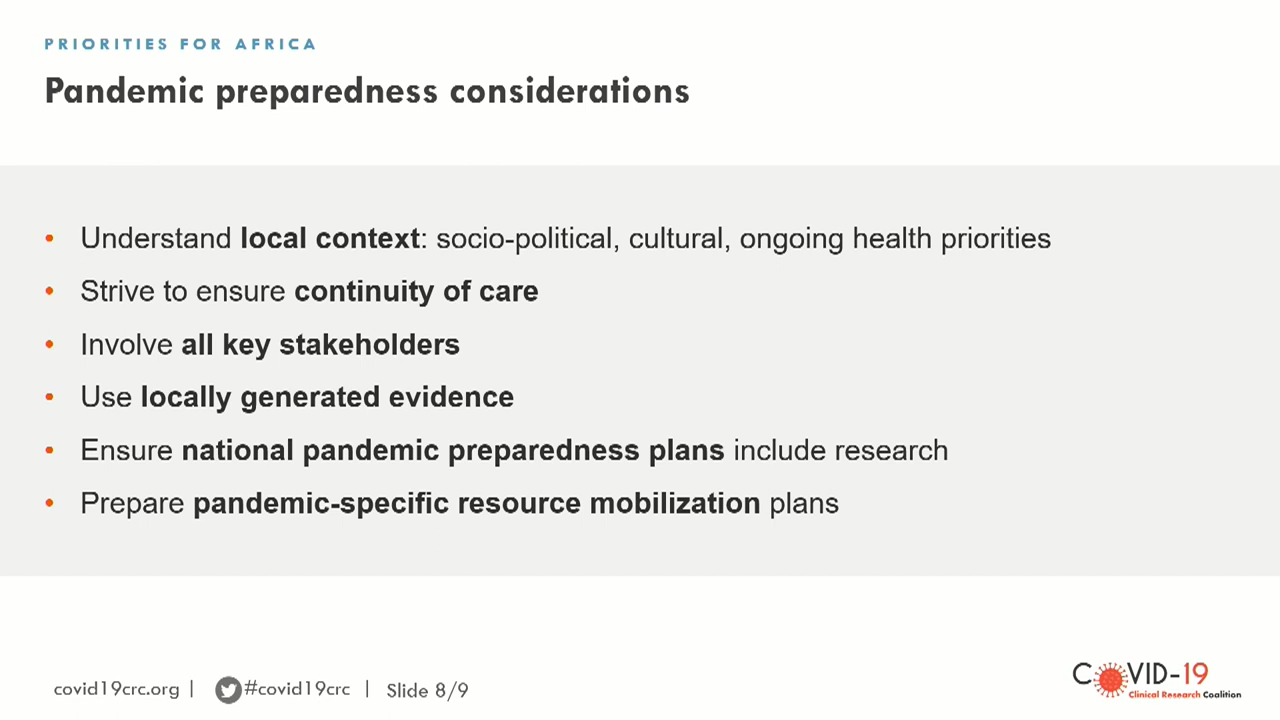 PRIORITIES FOR AFRICA
Pandemic preparedness considerations
• Understand local context: socio-political, cultural, ongoing health priorities
• Strive to ensure continuity of care
• Involve all key stakeholders
• Use locally generated evidence
• Ensure national pandemic preparedness plans include research
• Prepare pandemic-specific resource mobilization plans
covid19crc.org | #covid19crc | Slide 8/9
COVID-19
Clinical Research Coalition